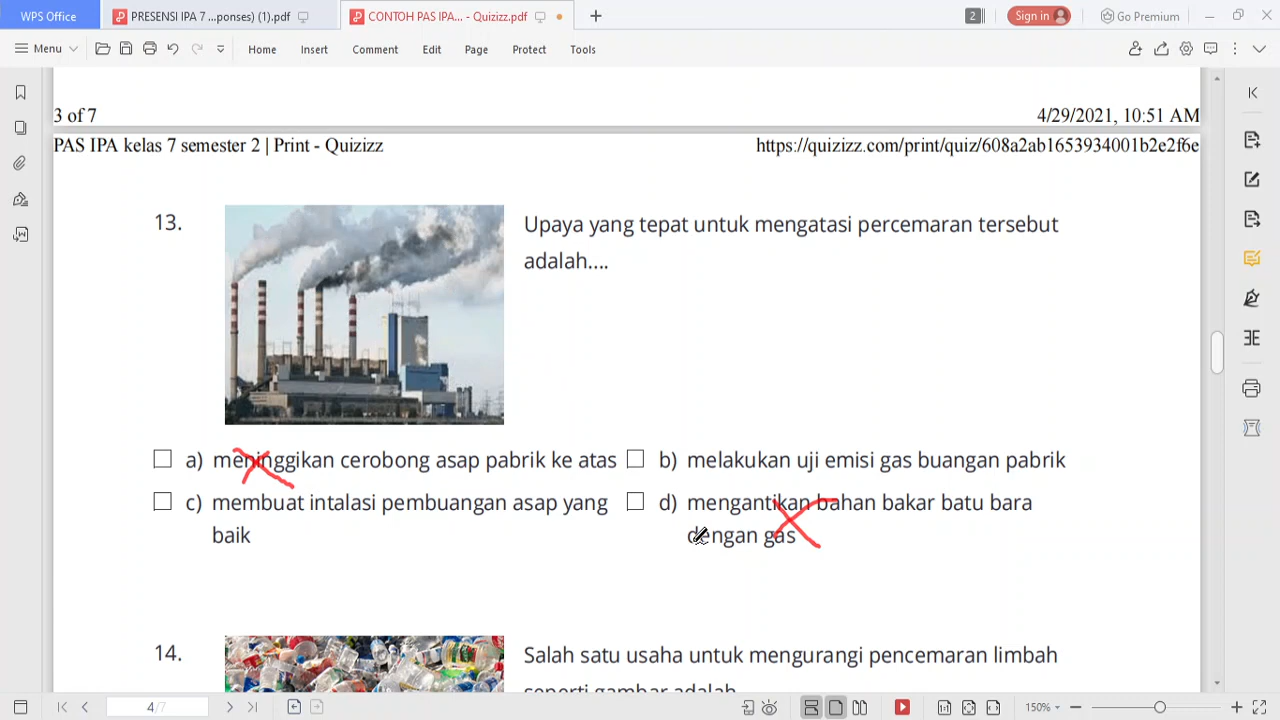 WPS Office
PRESENSI IPA 7 ...ponses) (1).pdf
CONTOH PAS IPA... - Quizizz.pdf
2
Sign in
Go Premium
Menu
Home
Insert
Comment
Edit
Page
Protect
Tools
3 of 7
4/29/2021, 10:51 AM
PAS IPA kelas 7 semester 2 | Print - Quizizz
https://quizizz.com/print/quiz/608a2ab1653934001b2e2f6e
13.
Upaya yang tepat untuk mengatasi percemaran tersebut
adalah....
a) meninggikan cerobong asap pabrik ke atas
b) melakukan uji emisi gas buangan pabrik
c) membuat intalasi pembuangan asap yang
baik
d) mengantikan bahan bakar batu bara
dengan gas
14.
Salah satu usaha untuk mengurangi pencemaran limbah
seperti gambar adalah
4/7
150%